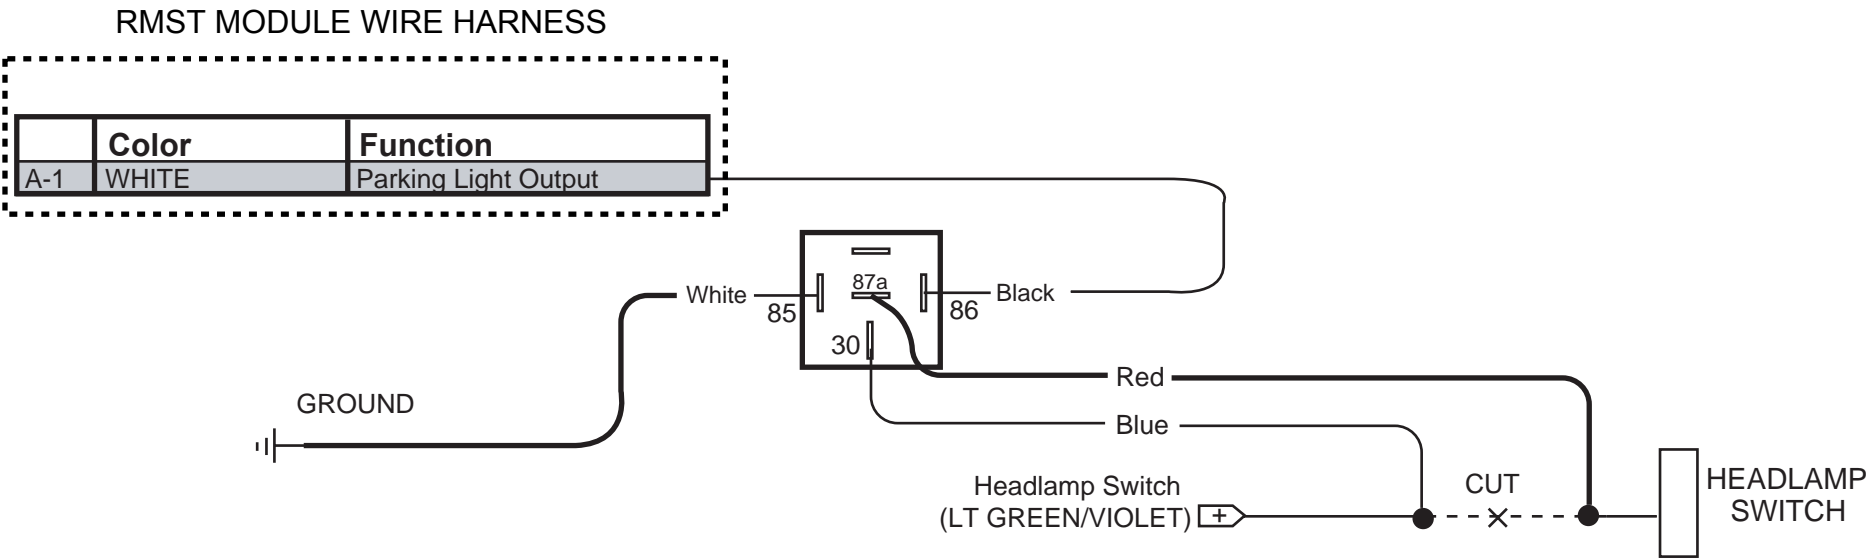 RMST MODULE WIRE HARNESS
Color Function
A-1 WHITE Parking Light Output
87a
White
85
Black
86
30
Red
GROUND
Blue
Headlamp Switch
(LT GREEN/VIOLET) +
CUT
HEADLAMP
SWITCH